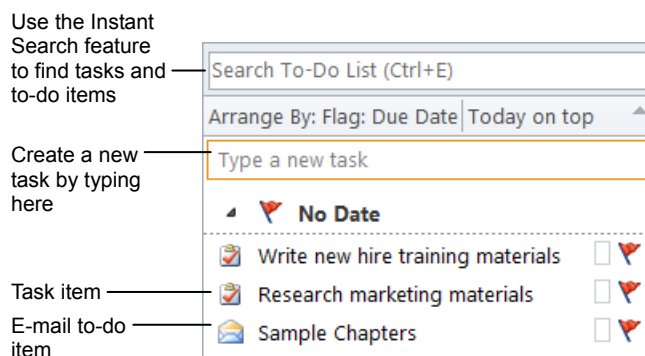 Use the Instant
Search feature
to find tasks and
to-do items
Search To-Do List (Ctrl+E)
Arrange By: Flag: Due Date Today on top
Create a new
task by typing
here
Type a new task
No Date
Write new hire training materials
Task item
Research marketing materials
E-mail to-do
item
Sample Chapters